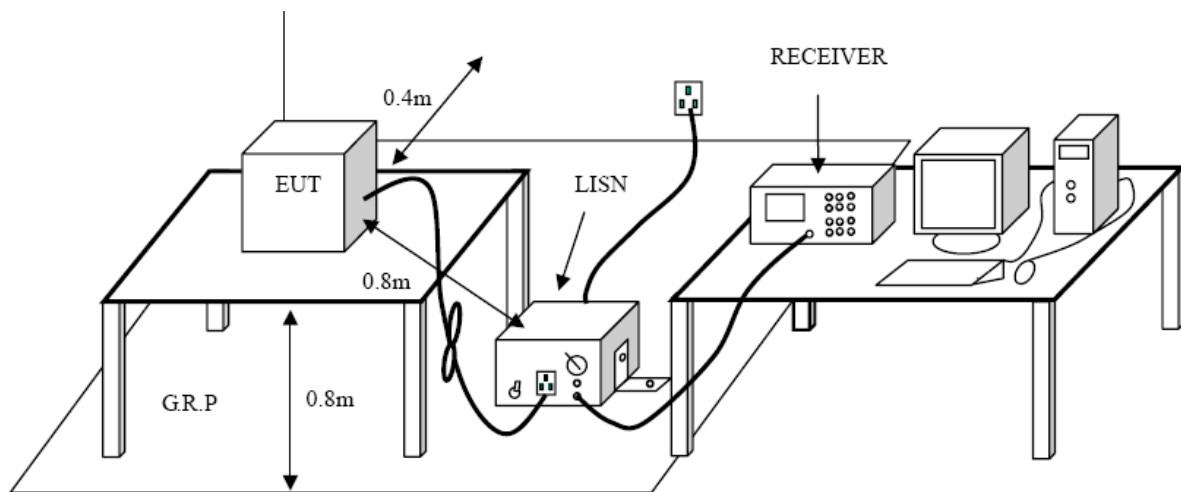 RECEIVER
0.4m
EUT
LISN
0.8m
G.R.P
0.8m